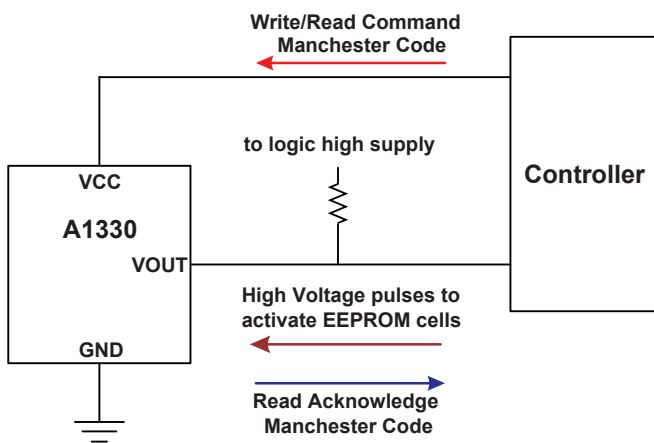 Write/Read Command
Manchester Code
to logic high supply
Controller
VCC
A1330
VOUT
High Voltage pulses to
activate EEPROM cells
GND
Read Acknowledge
Manchester Code